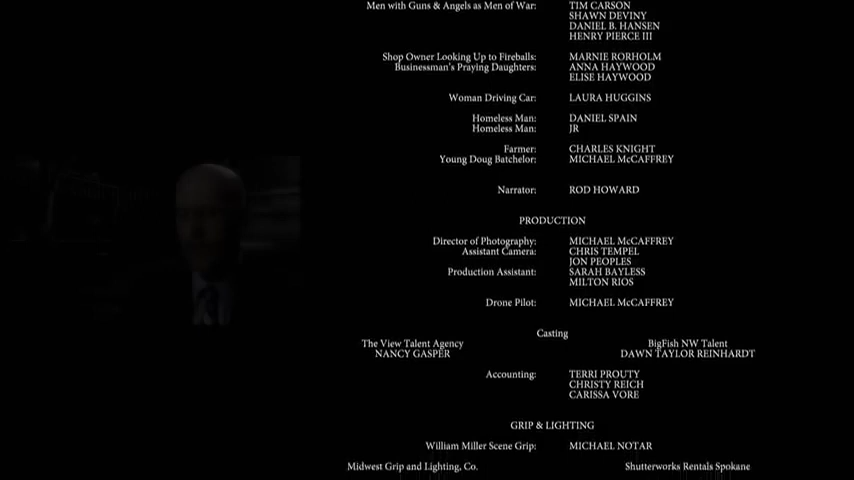 Men with Guns & Angels as Men of War: TIM CARSON
SHAWN DEVINY
DANIEL B. HANSEN
HENRY PIERCE III
Shop Owner Looking Up to Fireballs: MARNIE RORHOLM
Businessman's Praying Daughters: ANNA HAYWOOD
ELISE HAYWOOD
Woman Driving Car: LAURA HUGGINS
Homeless Man: DANIEL SPAIN
Homeless Man: JR
Farmer: CHARLES KNIGHT
Young Doug Batchelor: MICHAEL McCAFFREY
Narrator: ROD HOWARD
PRODUCTION
Director of Photography: MICHAEL McCAFFREY
Assistant Camera: CHRIS TEMPEL
JON PEOPLES
Production Assistant: SARAH BAYLESS
MILTON RIOS
Drone Pilot: MICHAEL McCAFFREY
Casting
The View Talent Agency BigFish NW Talent
NANCY GASPER DAWN TAYLOR REINHARDT
Accounting: TERRI PROUTY
CHRISTY REICH
CARISSA VORE
GRIP & LIGHTING
William Miller Scene Grip: MICHAEL NOTAR
Midwest Grip and Lighting, Co. Shutterworks Rentals Spokane